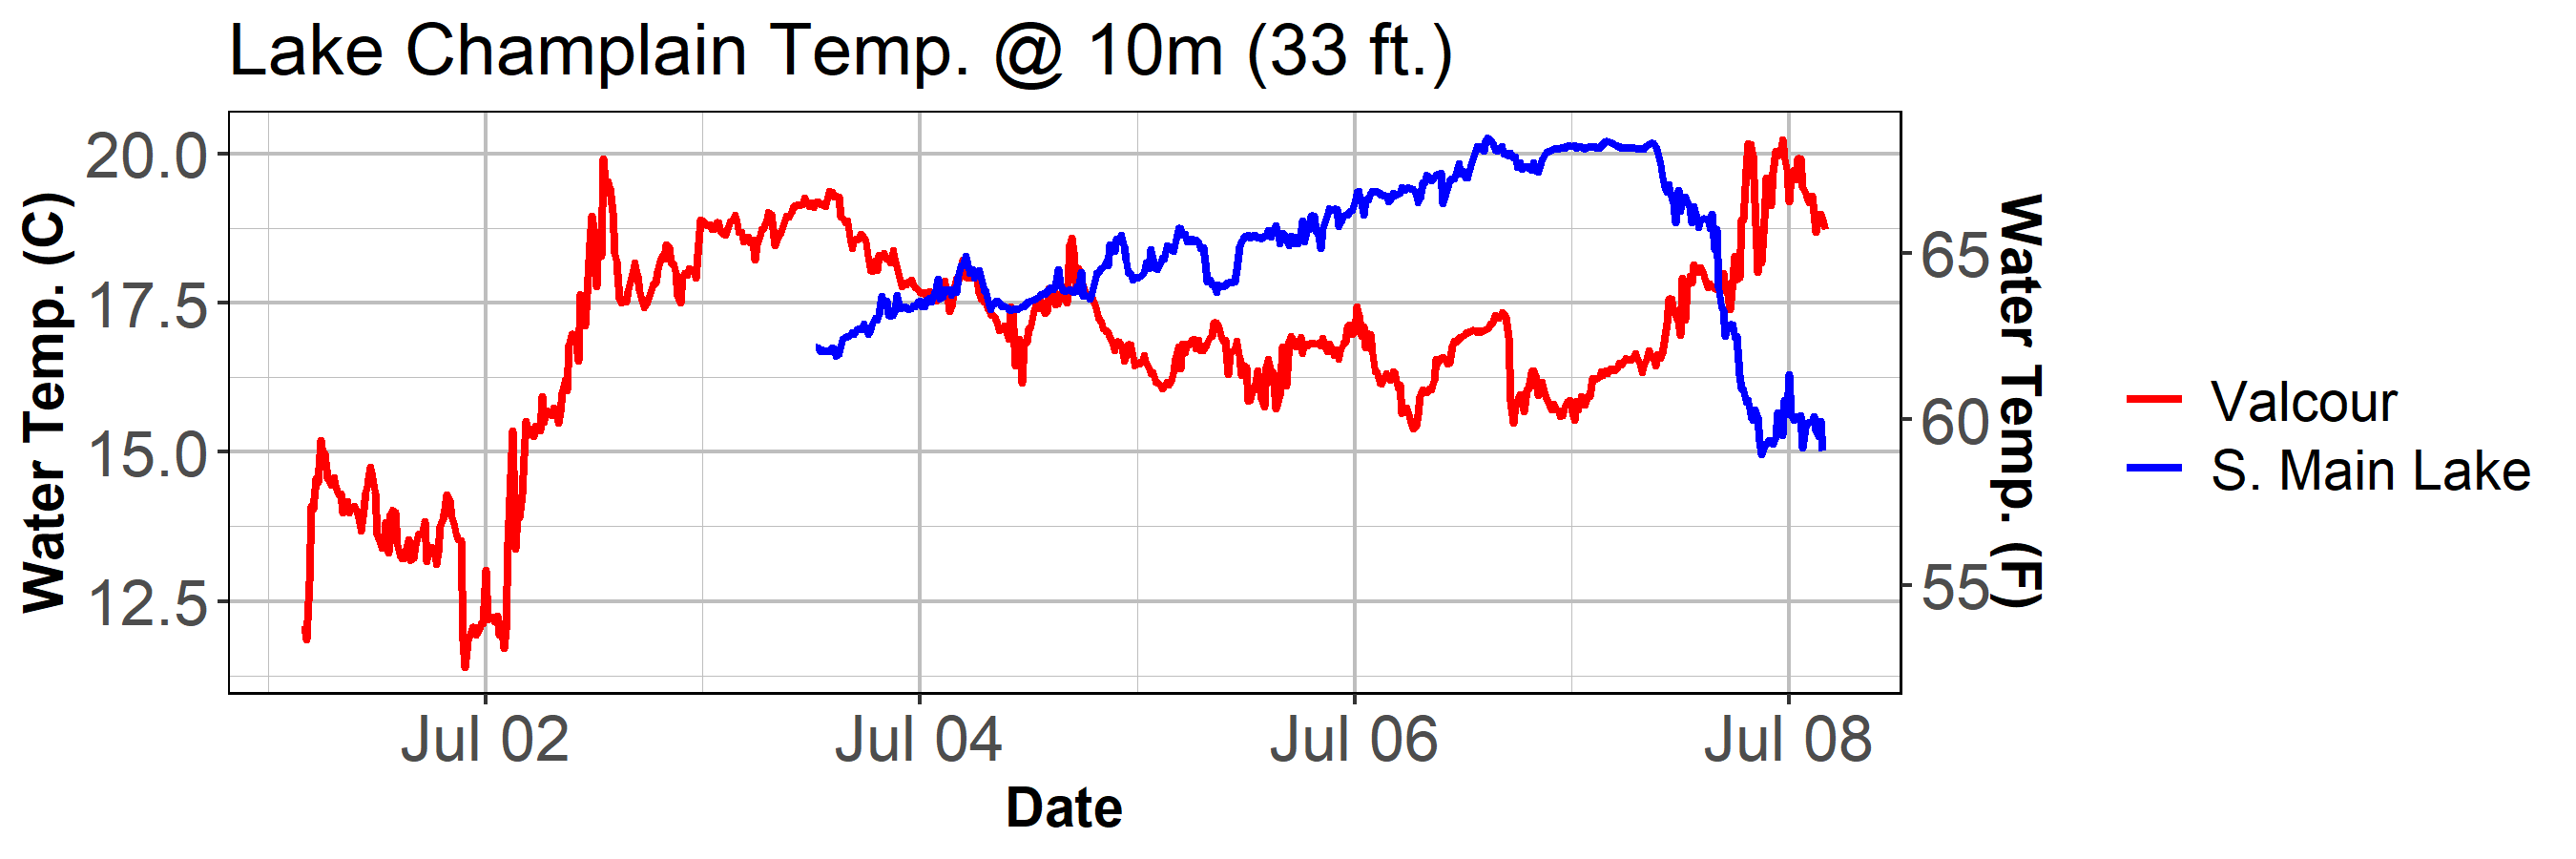 Lake Champlain Temp. @ 10m (33 ft.)
Water Temp. (C)
20.0
17.5
15.0
12.5
Water Temp. (F)
65
60
55
Jul 02
Jul 04
Jul 06
Jul 08
Date
Valcour
S. Main Lake